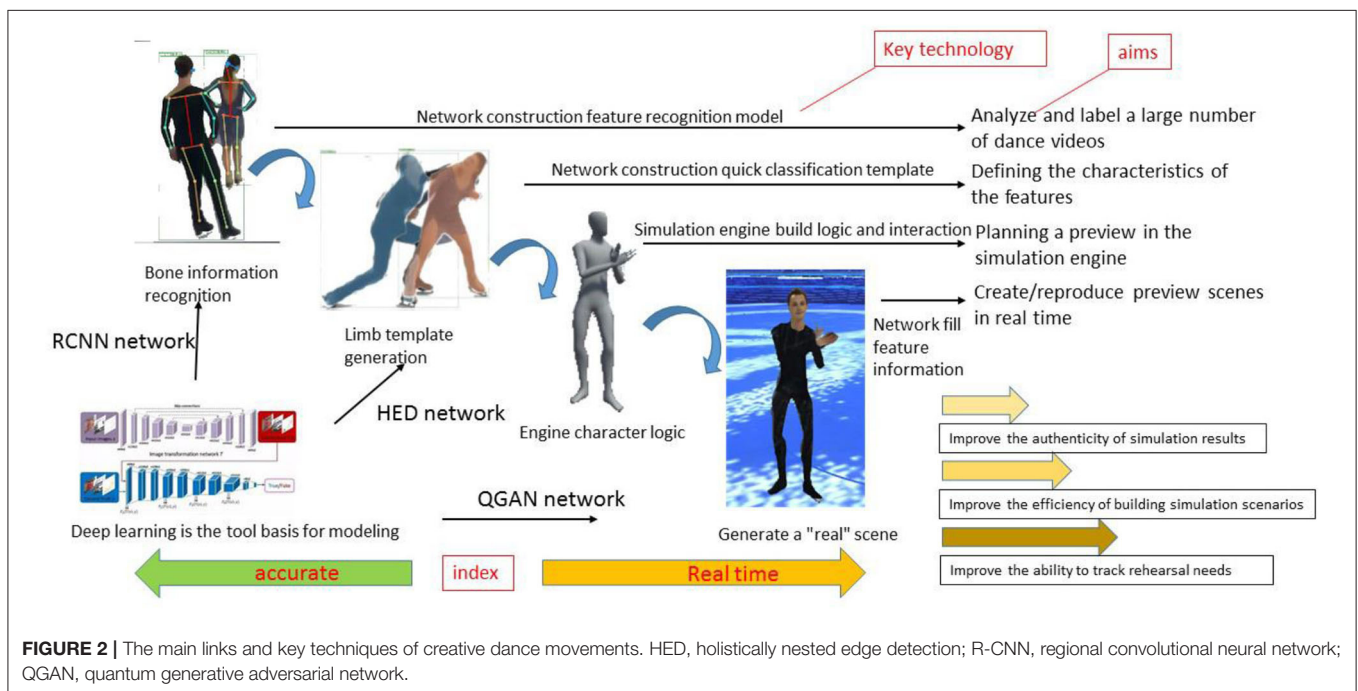 Key technology
aims
Network construction feature recognition model
Analyze and label a large number
of dance videos
Network construction quick classification template
Defining the characteristics of
the features
Simulation engine build logic and interaction
Planning a preview in the
simulation engine
Bone information
recognition
Create/reproduce preview scenes
in real time
Limb template
generation
Network fill
feature
information
RCNN network
HED network
Engine character logic
Image transformation network T
True/Fake
Deep learning is the tool basis for modeling
QGAN network
Generate a "real" scene
Improve the authenticity of simulation results
Improve the efficiency of building simulation scenarios
Improve the ability to track rehearsal needs
accurate
index
Real time
FIGURE 2 | The main links and key techniques of creative dance movements. HED, holistically nested edge detection; R-CNN, regional convolutional neural network;
QGAN, quantum generative adversarial network.